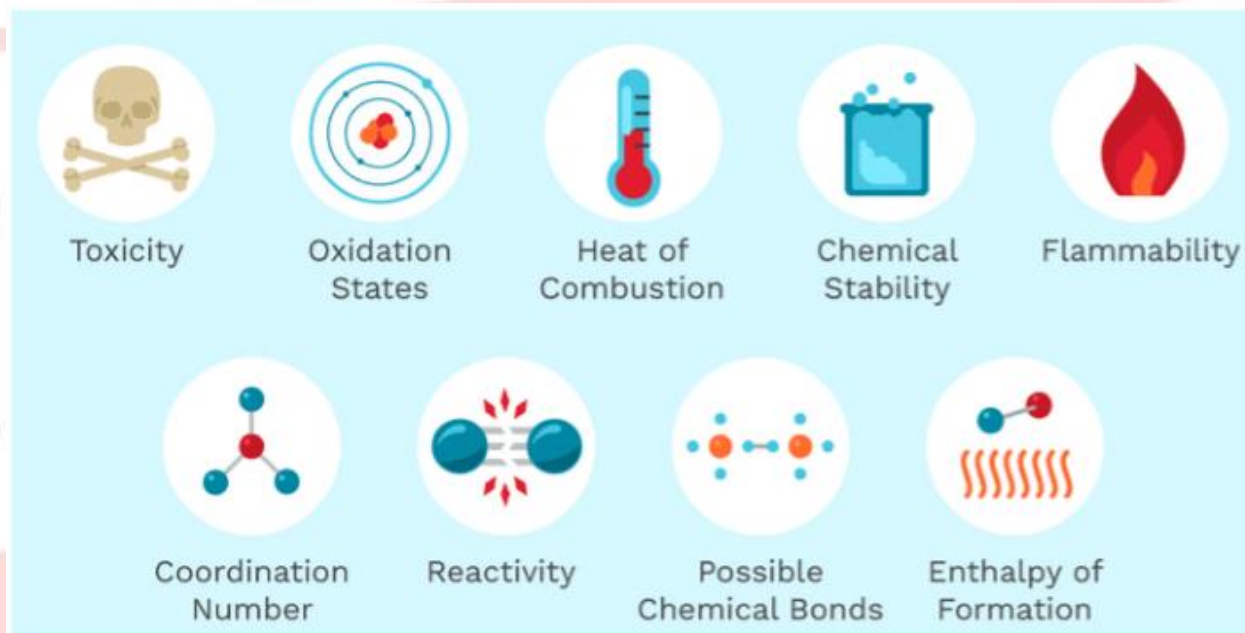 Toxicity
Oxidation
States
Heat of
Combustion
Chemical
Stability
Flammability
Coordination
Number
Reactivity
Possible
Chemical Bonds
Enthalpy of
Formation